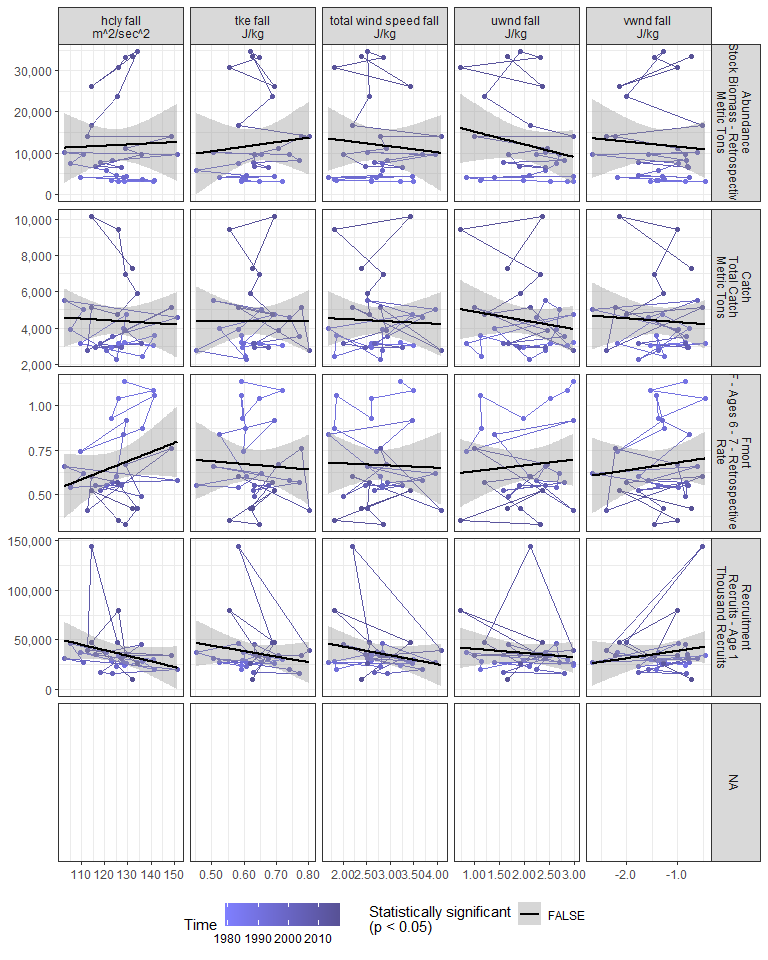 hcly fall
m^2/sec^2
tke fall
J/kg
total wind speed fall
J/kg
uwnd fall
J/kg
vwnd fall
J/kg
30,000
20,000
10,000
0
Abundance
Stock Biomass - Retrospectiv
Metric Tons
10,000
8,000
6,000
4,000
2,000
Catch
Total Catch
Metric Tons
1.00
0.75
0.50
Fmort
F - Ages 6 - 7 - Retrospective
Rate
150,000
100,000
50,000
0
Recruitment
Recruits - Age 1
Thousand Recruits
NA
110 120 130 140 150
0.50 0.60 0.70 0.80
2.00 2.50 3.00 3.50 4.00
1.00 1.50 2.00 2.50 3.00
-2.0 -1.0
Time
1980 1990 2000 2010
Statistically significant
(p < 0.05)
FALSE